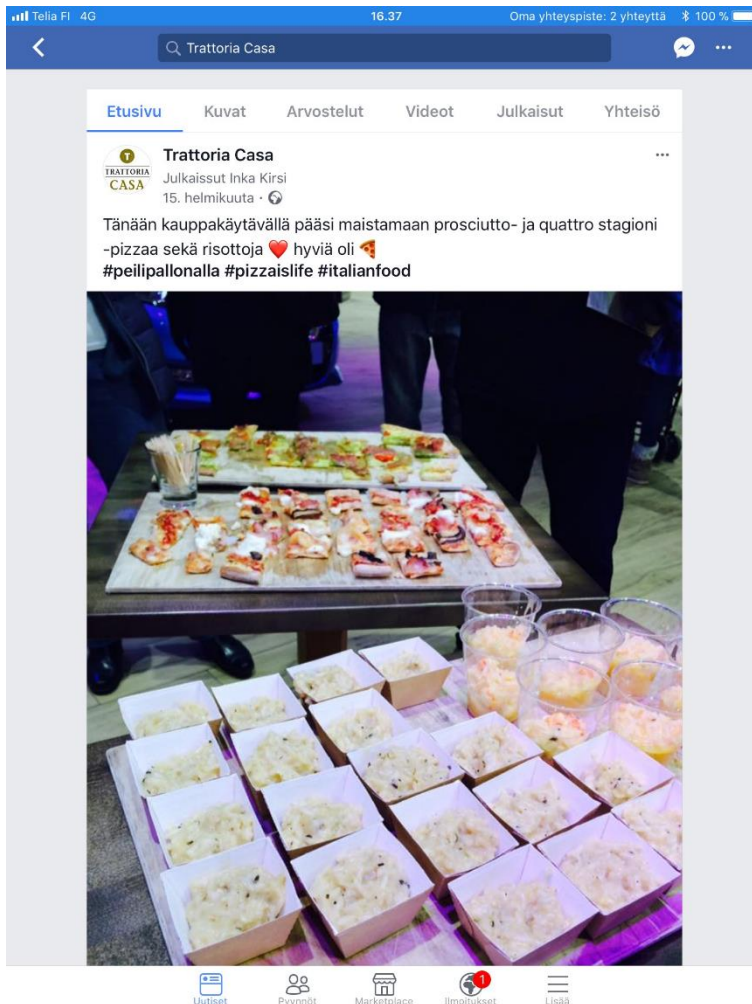 Telia FI 4G 16.37 Oma yhteyspiste: 2 yhteyttä 100 %
Trattoria Casa
Etusivu Kuvat Arvostelut Videot Julkaisut Yhteisö
T
TRATTORIA
CASA
Trattoria Casa
Julkaissut Inka Kirsi
15. helmikuuta ·
Tänään kauppakäytävällä pääsi maistamaan prosciutto- ja quattro stagioni
-pizzaa sekä risottoja ❤️ hyviä oli 🍕
#peilipallonalla #pizzaislife #italianfood
1
Uutiset Pyynnöt Marketplace Ilmoitukset Lisää